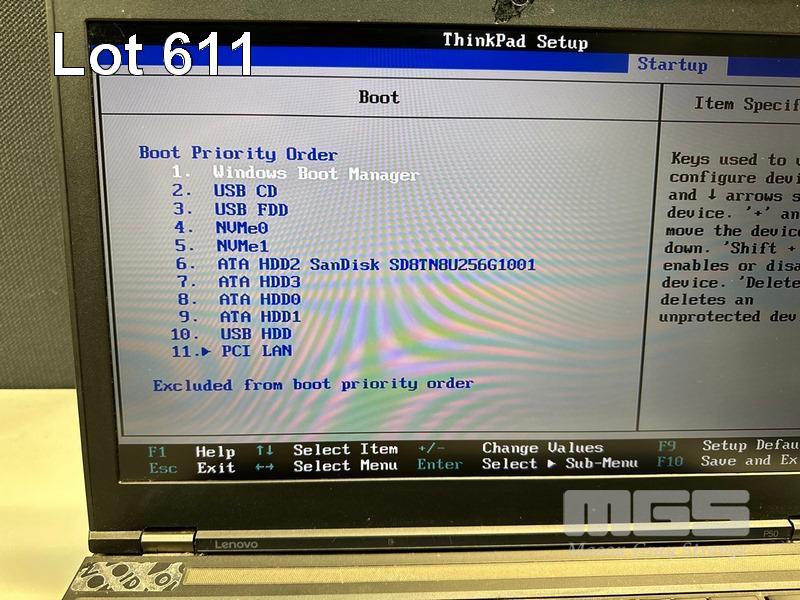 Lot 611
ThinkPad Setup
Startup
Boot
Item Specif
Boot Priority Order
1. Windows Boot Manager
2. USB CD
3. USB FDD
4. NVMe0
5. NVMe1
6. ATA HDD2 SanDisk SD8TN8U256G1001
7. ATA HDD3
8. ATA HDD0
9. ATA HDD1
10. USB HDD
11.▶ PCI LAN
Excluded from boot priority order
Keys used to
configure devi
and ↓ arrows s
device. '+' an
move the device
down. 'Shift +
enables or disa
device. 'Delete
deletes an
unprotected dev
F1 Help ↑↓ Select Item +/- Change Values F9 Setup Defau
Esc Exit ←→ Select Menu Enter Select ▶ Sub-Menu F10 Save and Ex
MGS
Lenovo
P50